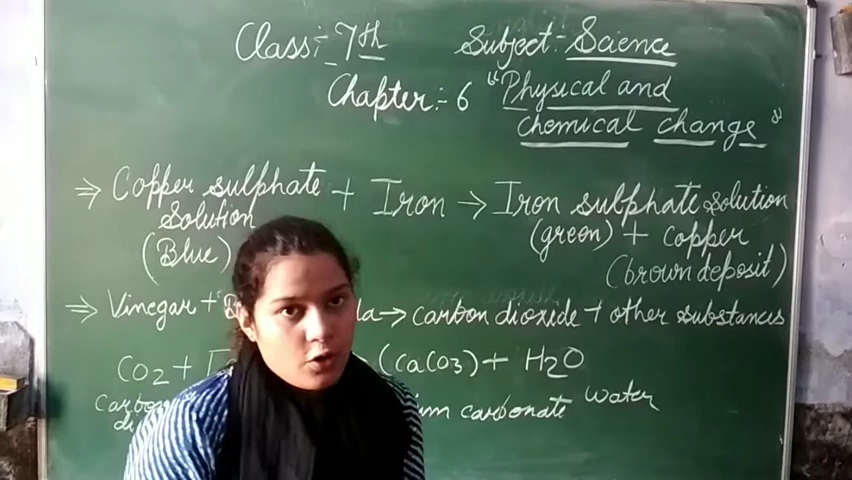 Class:- 7th Subject:- Science
Chapter:- 6 "Physical and
chemical change"
⇒ Copper sulphate + Iron → Iron sulphate solution
solution (green) + copper
(Blue) (brown deposit)
⇒ Vinegar + → carbon dioxide + other substances
CO2 + (CaCO3) + H2O
carbonate water